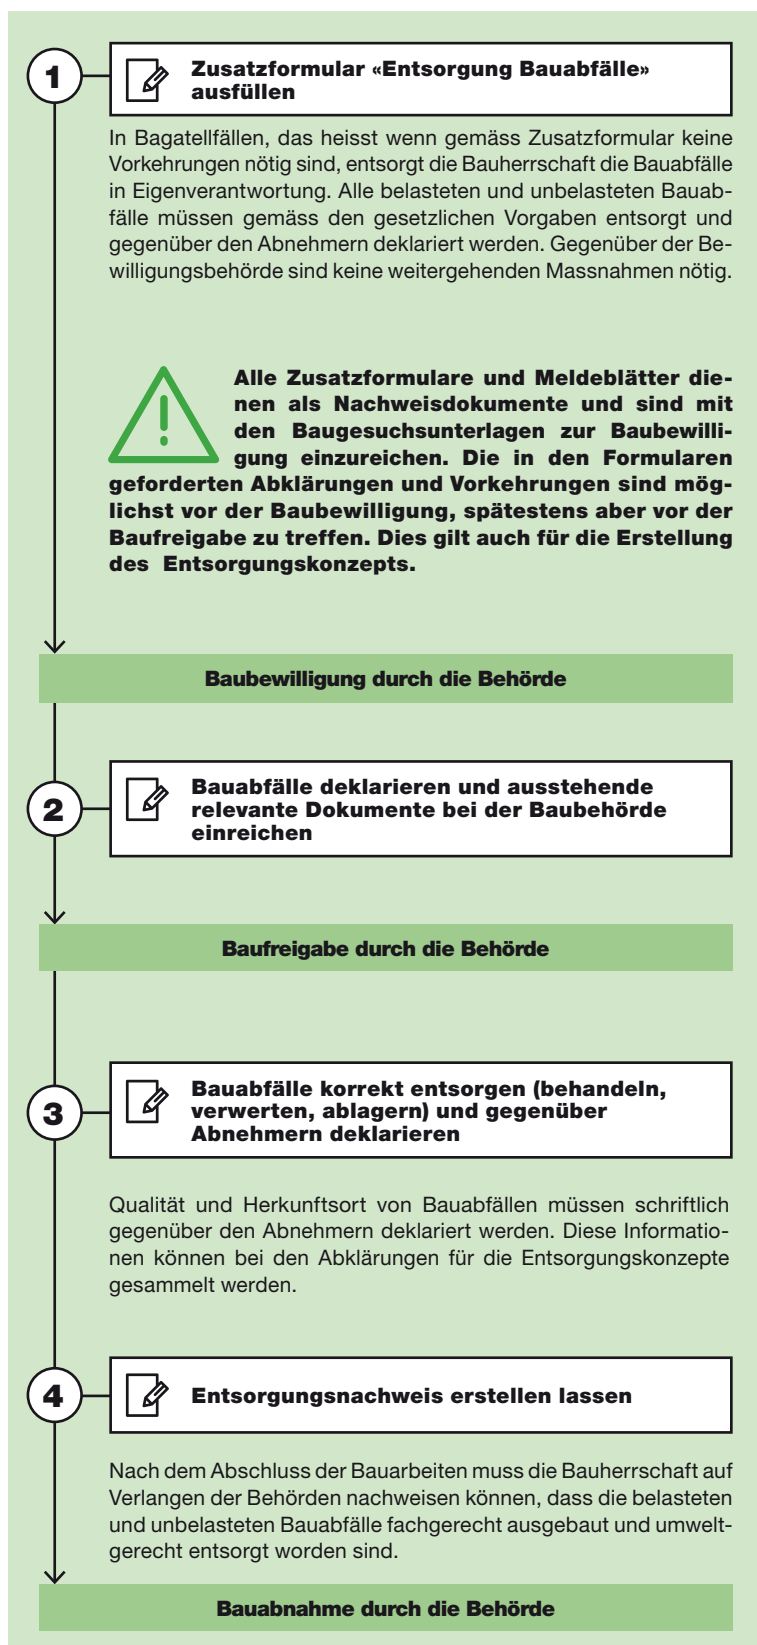 1
Zusatzformular «Entsorgung Bauabfälle»
ausfüllen
In Bagatellfällen, das heisst wenn gemäss Zusatzformular keine
Vorkehrungen nötig sind, entsorgt die Bauherrschaft die Bauabfälle
in Eigenverantwortung. Alle belasteten und unbelasteten Bauab-
fälle müssen gemäss den gesetzlichen Vorgaben entsorgt und
gegenüber den Abnehmern deklariert werden. Gegenüber der Be-
willigungsbehörde sind keine weitergehenden Massnahmen nötig.
Alle Zusatzformulare und Meldeblätter die-
nen als Nachweisdokumente und sind mit
den Baugesuchsunterlagen zur Baubewilli-
gung einzureichen. Die in den Formularen
geforderten Abklärungen und Vorkehrungen sind mög-
lichst vor der Baubewilligung, spätestens aber vor der
Baufreigabe zu treffen. Dies gilt auch für die Erstellung
des Entsorgungskonzepts.
Baubewilligung durch die Behörde
2
Bauabfälle deklarieren und ausstehende
relevante Dokumente bei der Baubehörde
einreichen
Baufreigabe durch die Behörde
3
Bauabfälle korrekt entsorgen (behandeln,
verwerten, ablagern) und gegenüber
Abnehmern deklarieren
Qualität und Herkunftsort von Bauabfällen müssen schriftlich
gegenüber den Abnehmern deklariert werden. Diese Informatio-
nen können bei den Abklärungen für die Entsorgungskonzepte
gesammelt werden.
4
Entsorgungsnachweis erstellen lassen
Nach dem Abschluss der Bauarbeiten muss die Bauherrschaft auf
Verlangen der Behörden nachweisen können, dass die belasteten
und unbelasteten Bauabfälle fachgerecht ausgebaut und umwelt-
gerecht entsorgt worden sind.
Bauabnahme durch die Behörde